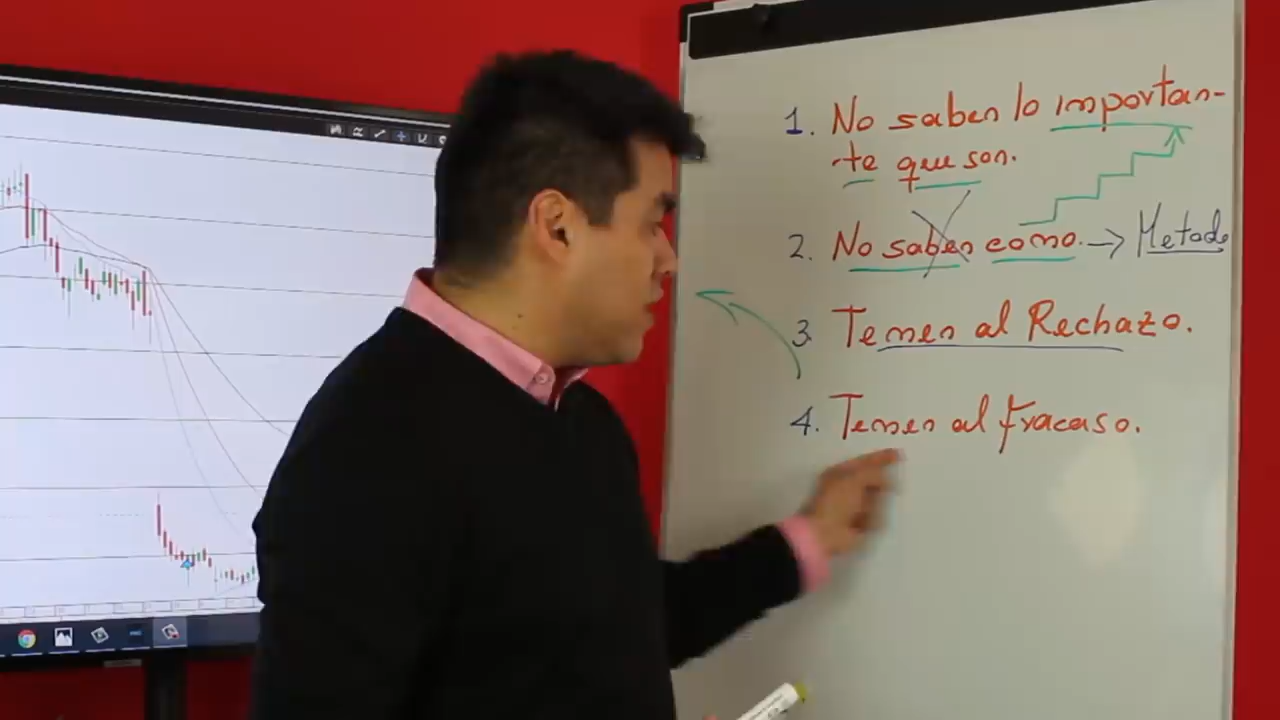 1. No saben lo importan-
te que son.
2. No saben como. → Metodo
3. Temen al Rechazo.
4. Temen al fracaso.